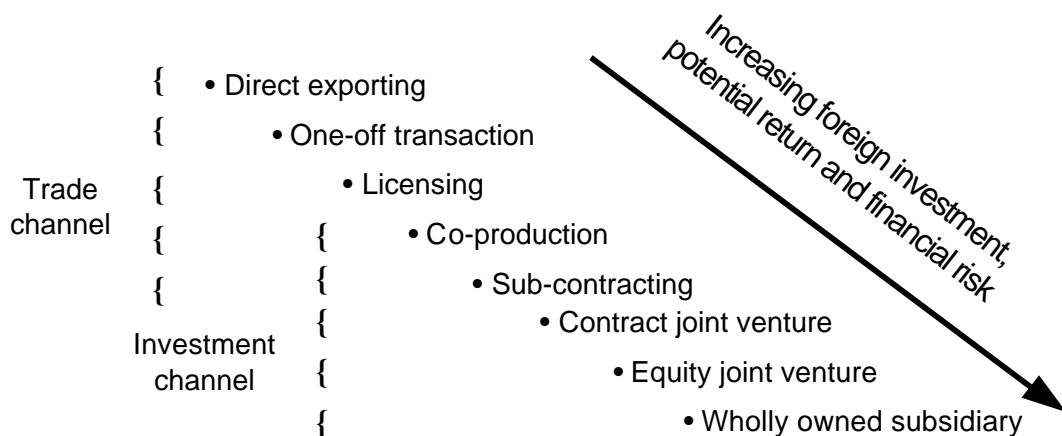 Increasing foreign investment,
potential return and financial risk
{ • Direct exporting
{ • One-off transaction
Trade
channel
{ • Licensing
{ { • Co-production
{ { • Sub-contracting
{ • Contract joint venture
Investment
channel
{ • Equity joint venture
{ • Wholly owned subsidiary